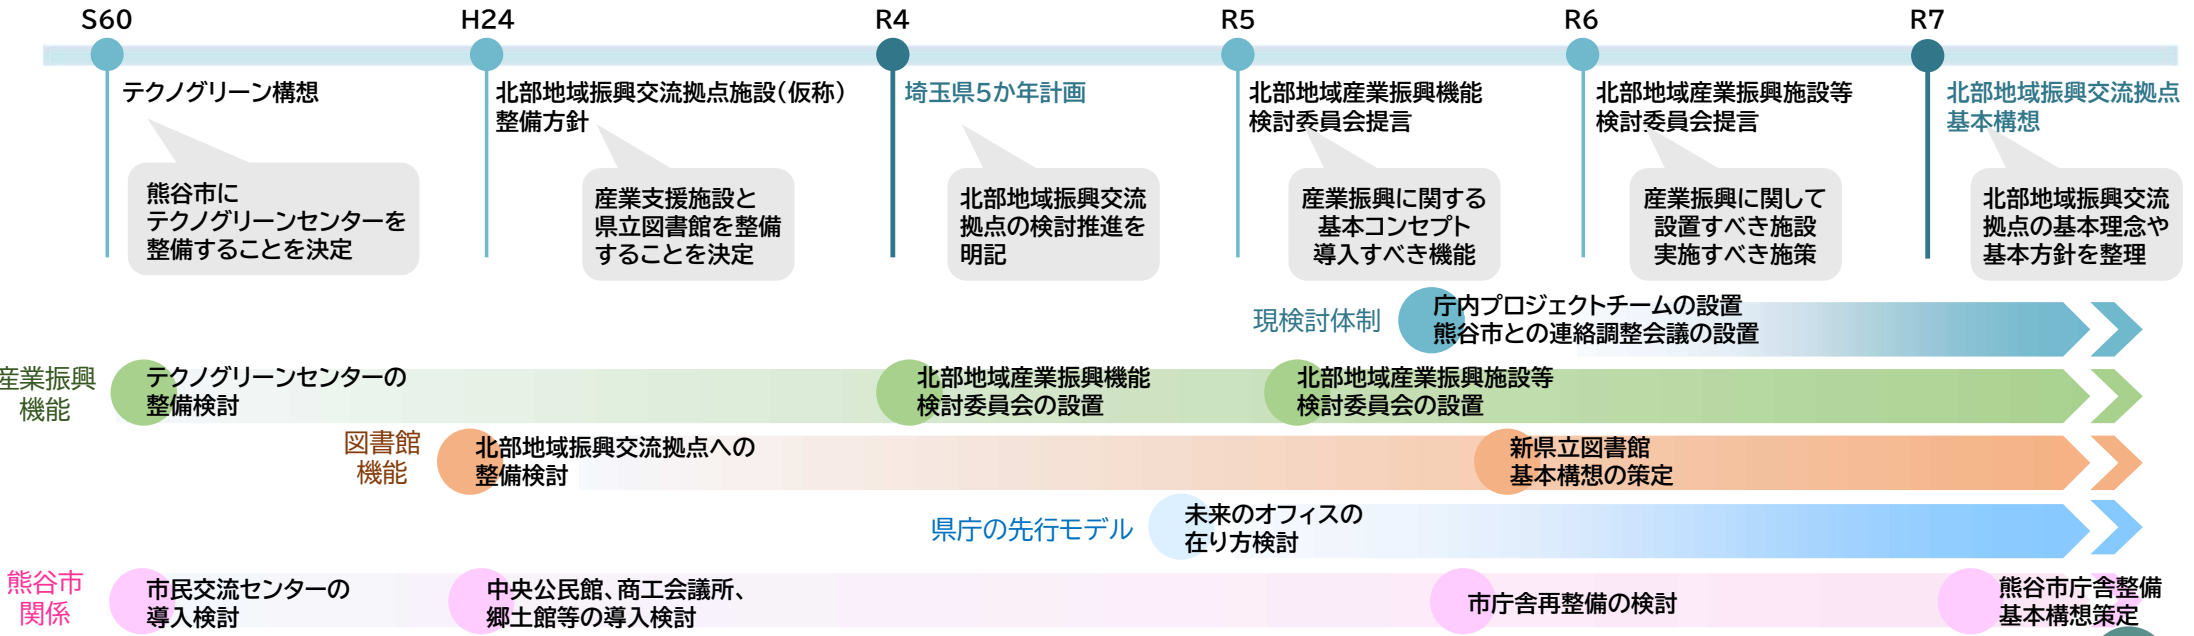 S60
H24
R4
R5
R6
R7
テクノグリーン構想
北部地域振興交流拠点施設（仮称）
整備方針
埼玉県5か年計画
北部地域産業振興機能
検討委員会提言
北部地域産業振興施設等
検討委員会提言
北部地域振興交流拠点
基本構想
熊谷市に
テクノグリーンセンターを
整備することを決定
産業支援施設と
県立図書館を整備
することを決定
北部地域振興交流
拠点の検討推進を
明記
産業振興に関する
基本コンセプト
導入すべき機能
産業振興に関して
設置すべき施設
実施すべき施策
北部地域振興交流
拠点の基本理念や
基本方針を整理
現検討体制
庁内プロジェクトチームの設置
熊谷市との連絡調整会議の設置
産業振興
機能
テクノグリーンセンターの
整備検討
北部地域産業振興機能
検討委員会の設置
北部地域産業振興施設等
検討委員会の設置
図書館
機能
北部地域振興交流拠点への
整備検討
新県立図書館
基本構想の策定
県庁の先行モデル
未来のオフィスの
在り方検討
熊谷市
関係
市民交流センターの
導入検討
中央公民館、商工会議所、
郷土館等の導入検討
市庁舎再整備の検討
熊谷市庁舎整備
基本構想策定